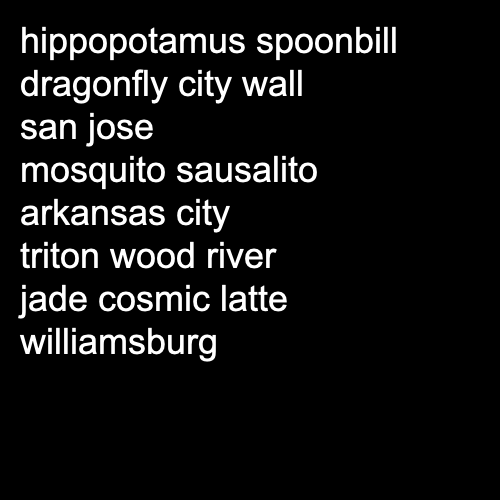 hippopotamus spoonbill
dragonfly city wall
san jose
mosquito sausalito
arkansas city
triton wood river
jade cosmic latte
williamsburg